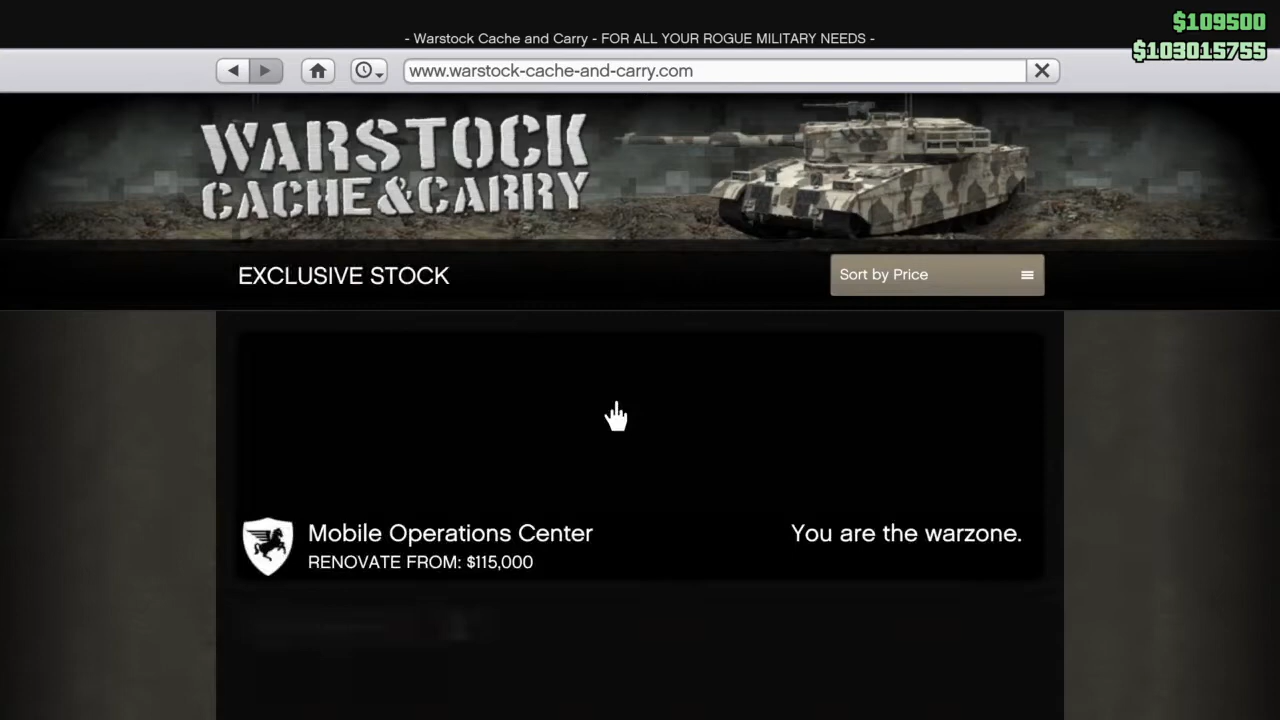 $109500
- Warstock Cache and Carry - FOR ALL YOUR ROGUE MILITARY NEEDS -
$103015755
www.warstock-cache-and-carry.com
WARSTOCK
CACHE&CARRY
EXCLUSIVE STOCK
Sort by Price
Mobile Operations Center
You are the warzone.
RENOVATE FROM: $115,000